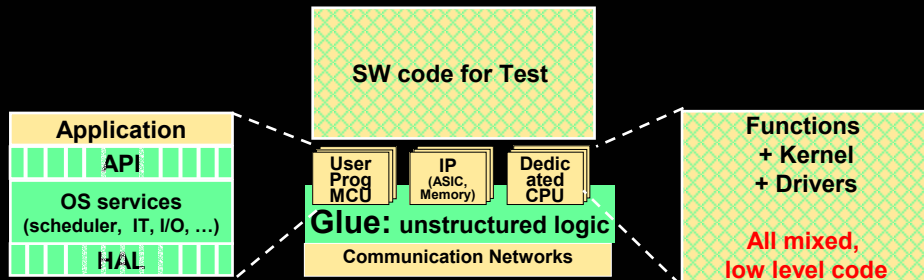 SW code for Test
Application
API
OS services
(scheduler, IT, I/O, ...)
HAL
User
Prog
MCU
IP
(ASIC,
Memory)
Dedic
ated
CPU
Glue: unstructured logic
Communication Networks
Functions
+ Kernel
+ Drivers
All mixed,
low level code